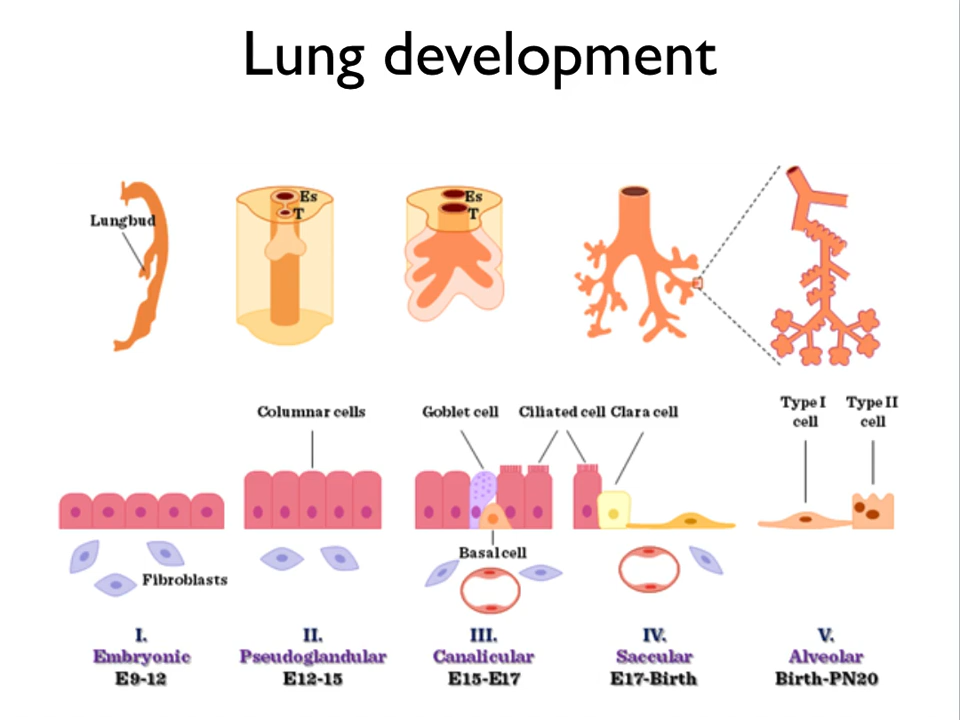 Lung development
Es
T
Es
T
Lungbud
Columnar cells
Goblet cell
Ciliated cell
Clara cell
Type I
cell
Type II
cell
Basal cell
Fibroblasts
I.
Embryonic
E9-12
II.
Pseudoglandular
E12-15
III.
Canalicular
E15-E17
IV.
Saccular
E17-Birth
V.
Alveolar
Birth-PN20